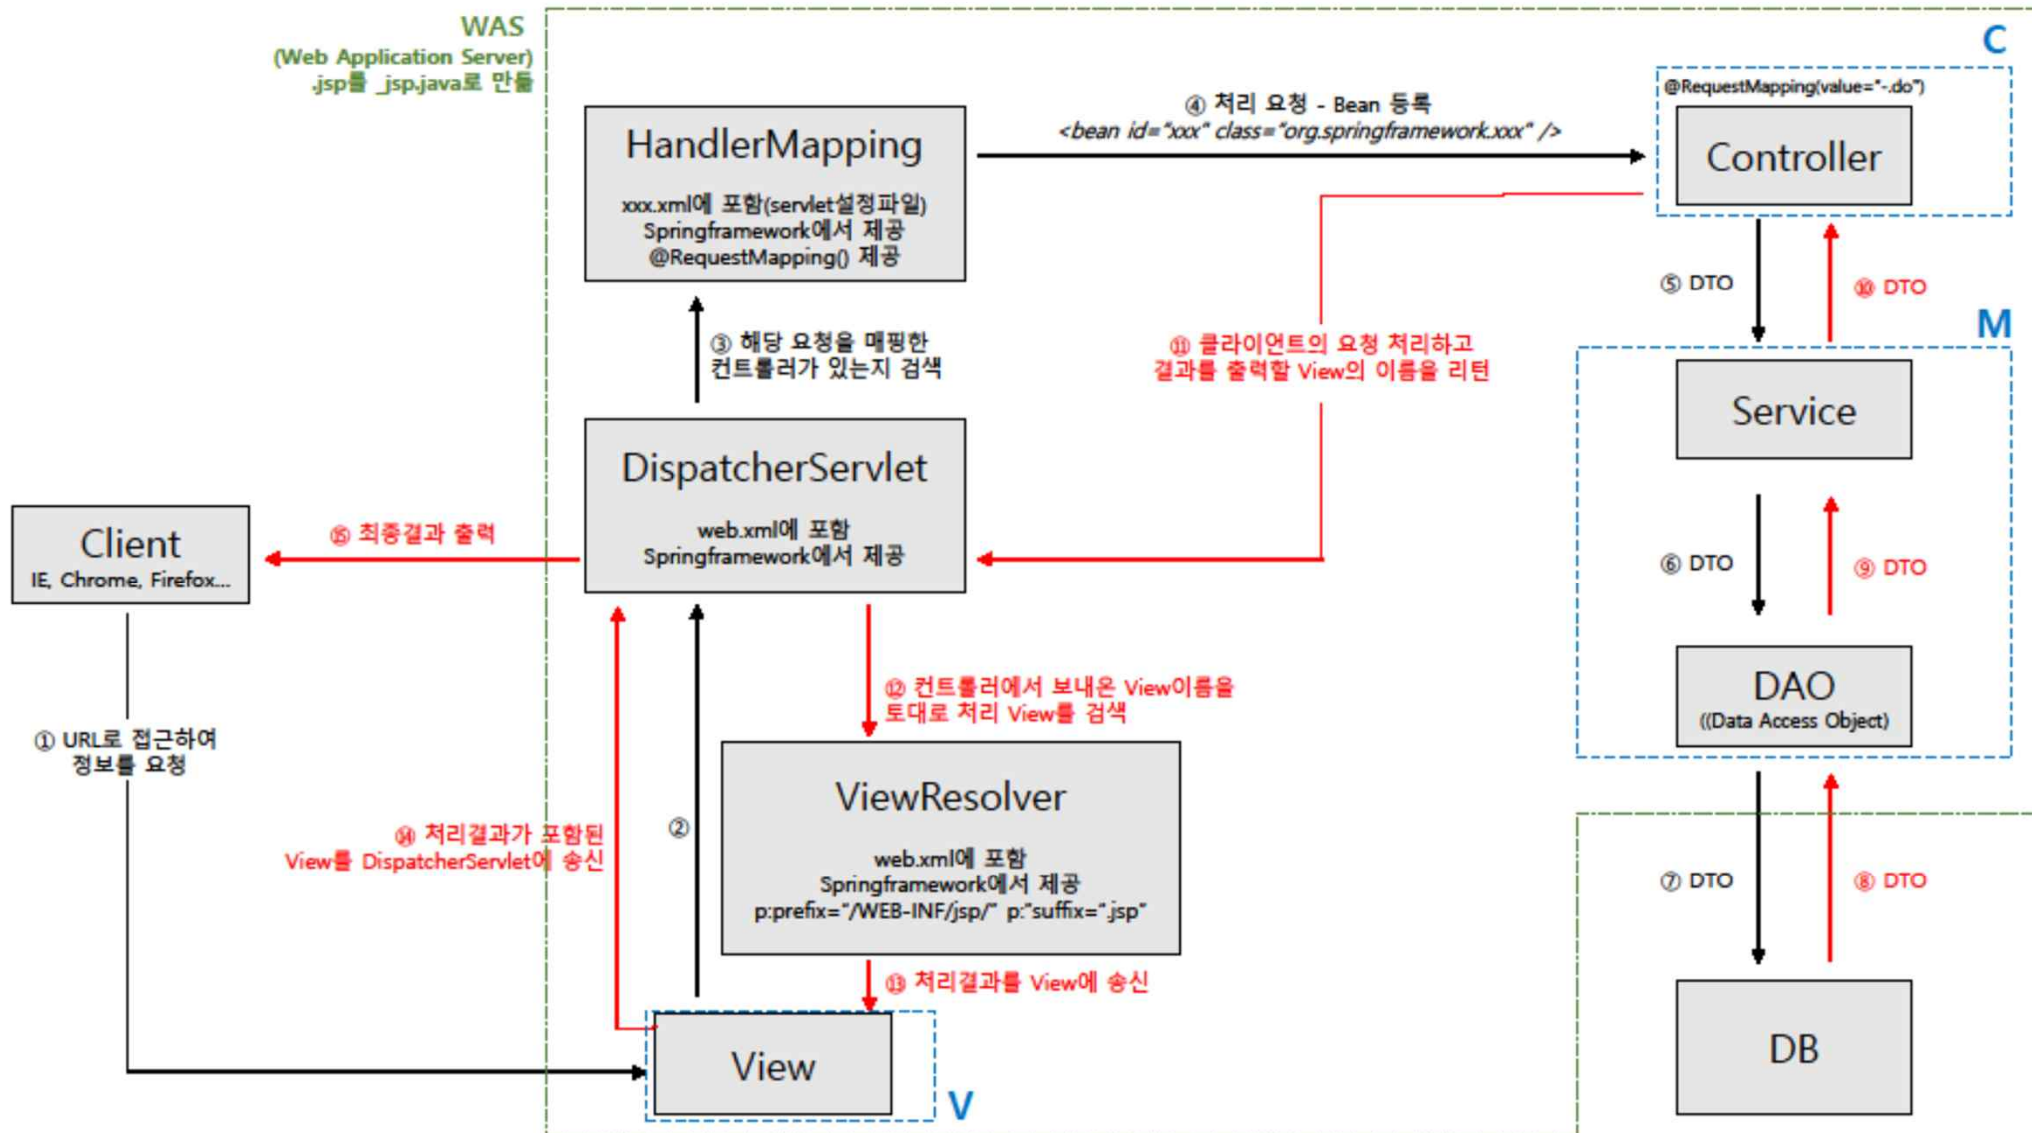 WAS
(Web Application Server)
.jsp를 _jsp.java로 만듦
C
@RequestMapping(value="-.do")
Controller
④ 처리 요청 - Bean 등록
<bean id="xxx" class="org.springframework.xxx" />
HandlerMapping
xxx.xml에 포함(servlet설정파일)
Springframework에서 제공
@RequestMapping() 제공
⑤ DTO
⑩ DTO
③ 해당 요청을 매핑한
컨트롤러가 있는지 검색
⑪ 클라이언트의 요청 처리하고
결과를 출력할 View의 이름을 리턴
M
Service
DispatcherServlet
web.xml에 포함
Springframework에서 제공
Client
IE, Chrome, Firefox...
⑮ 최종결과 출력
⑥ DTO
⑨ DTO
DAO
((Data Access Object)
⑫ 컨트롤러에서 보내온 View이름을
토대로 처리 View를 검색
① URL로 접근하여
정보를 요청
ViewResolver
web.xml에 포함
Springframework에서 제공
p:prefix="/WEB-INF/jsp/" p:"suffix=".jsp"
⑭ 처리결과가 포함된
View를 DispatcherServlet에 송신
②
⑦ DTO
⑧ DTO
⑬ 처리결과를 View에 송신
View
V
DB